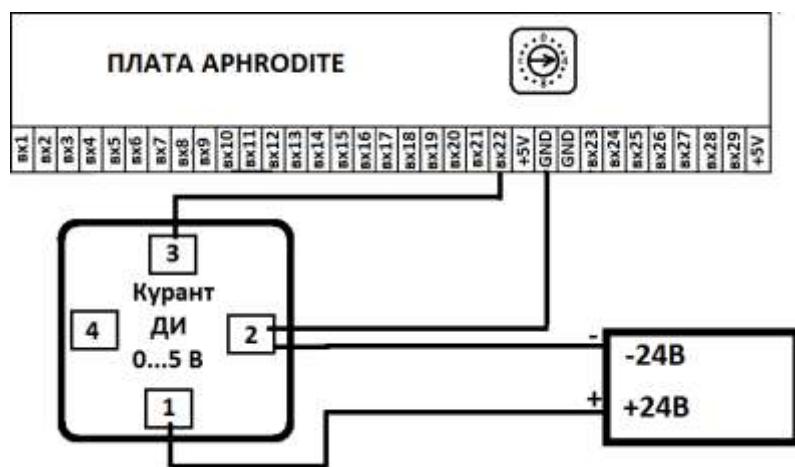 ПЛАТА APHRODITE
вх1 вх2 вх3 вх4 вх5 вх6 вх7 вх8 вх9 вх10 вх11 вх12 вх13 вх14 вх15 вх16 вх17 вх18 вх19 вх20 вх21 вх22 +5V GND GND вх23 вх24 вх25 вх26 вх27 вх28 вх29 +5V
3
Курант
4 ДИ 2
0...5 В
1
- -24В
+ +24В